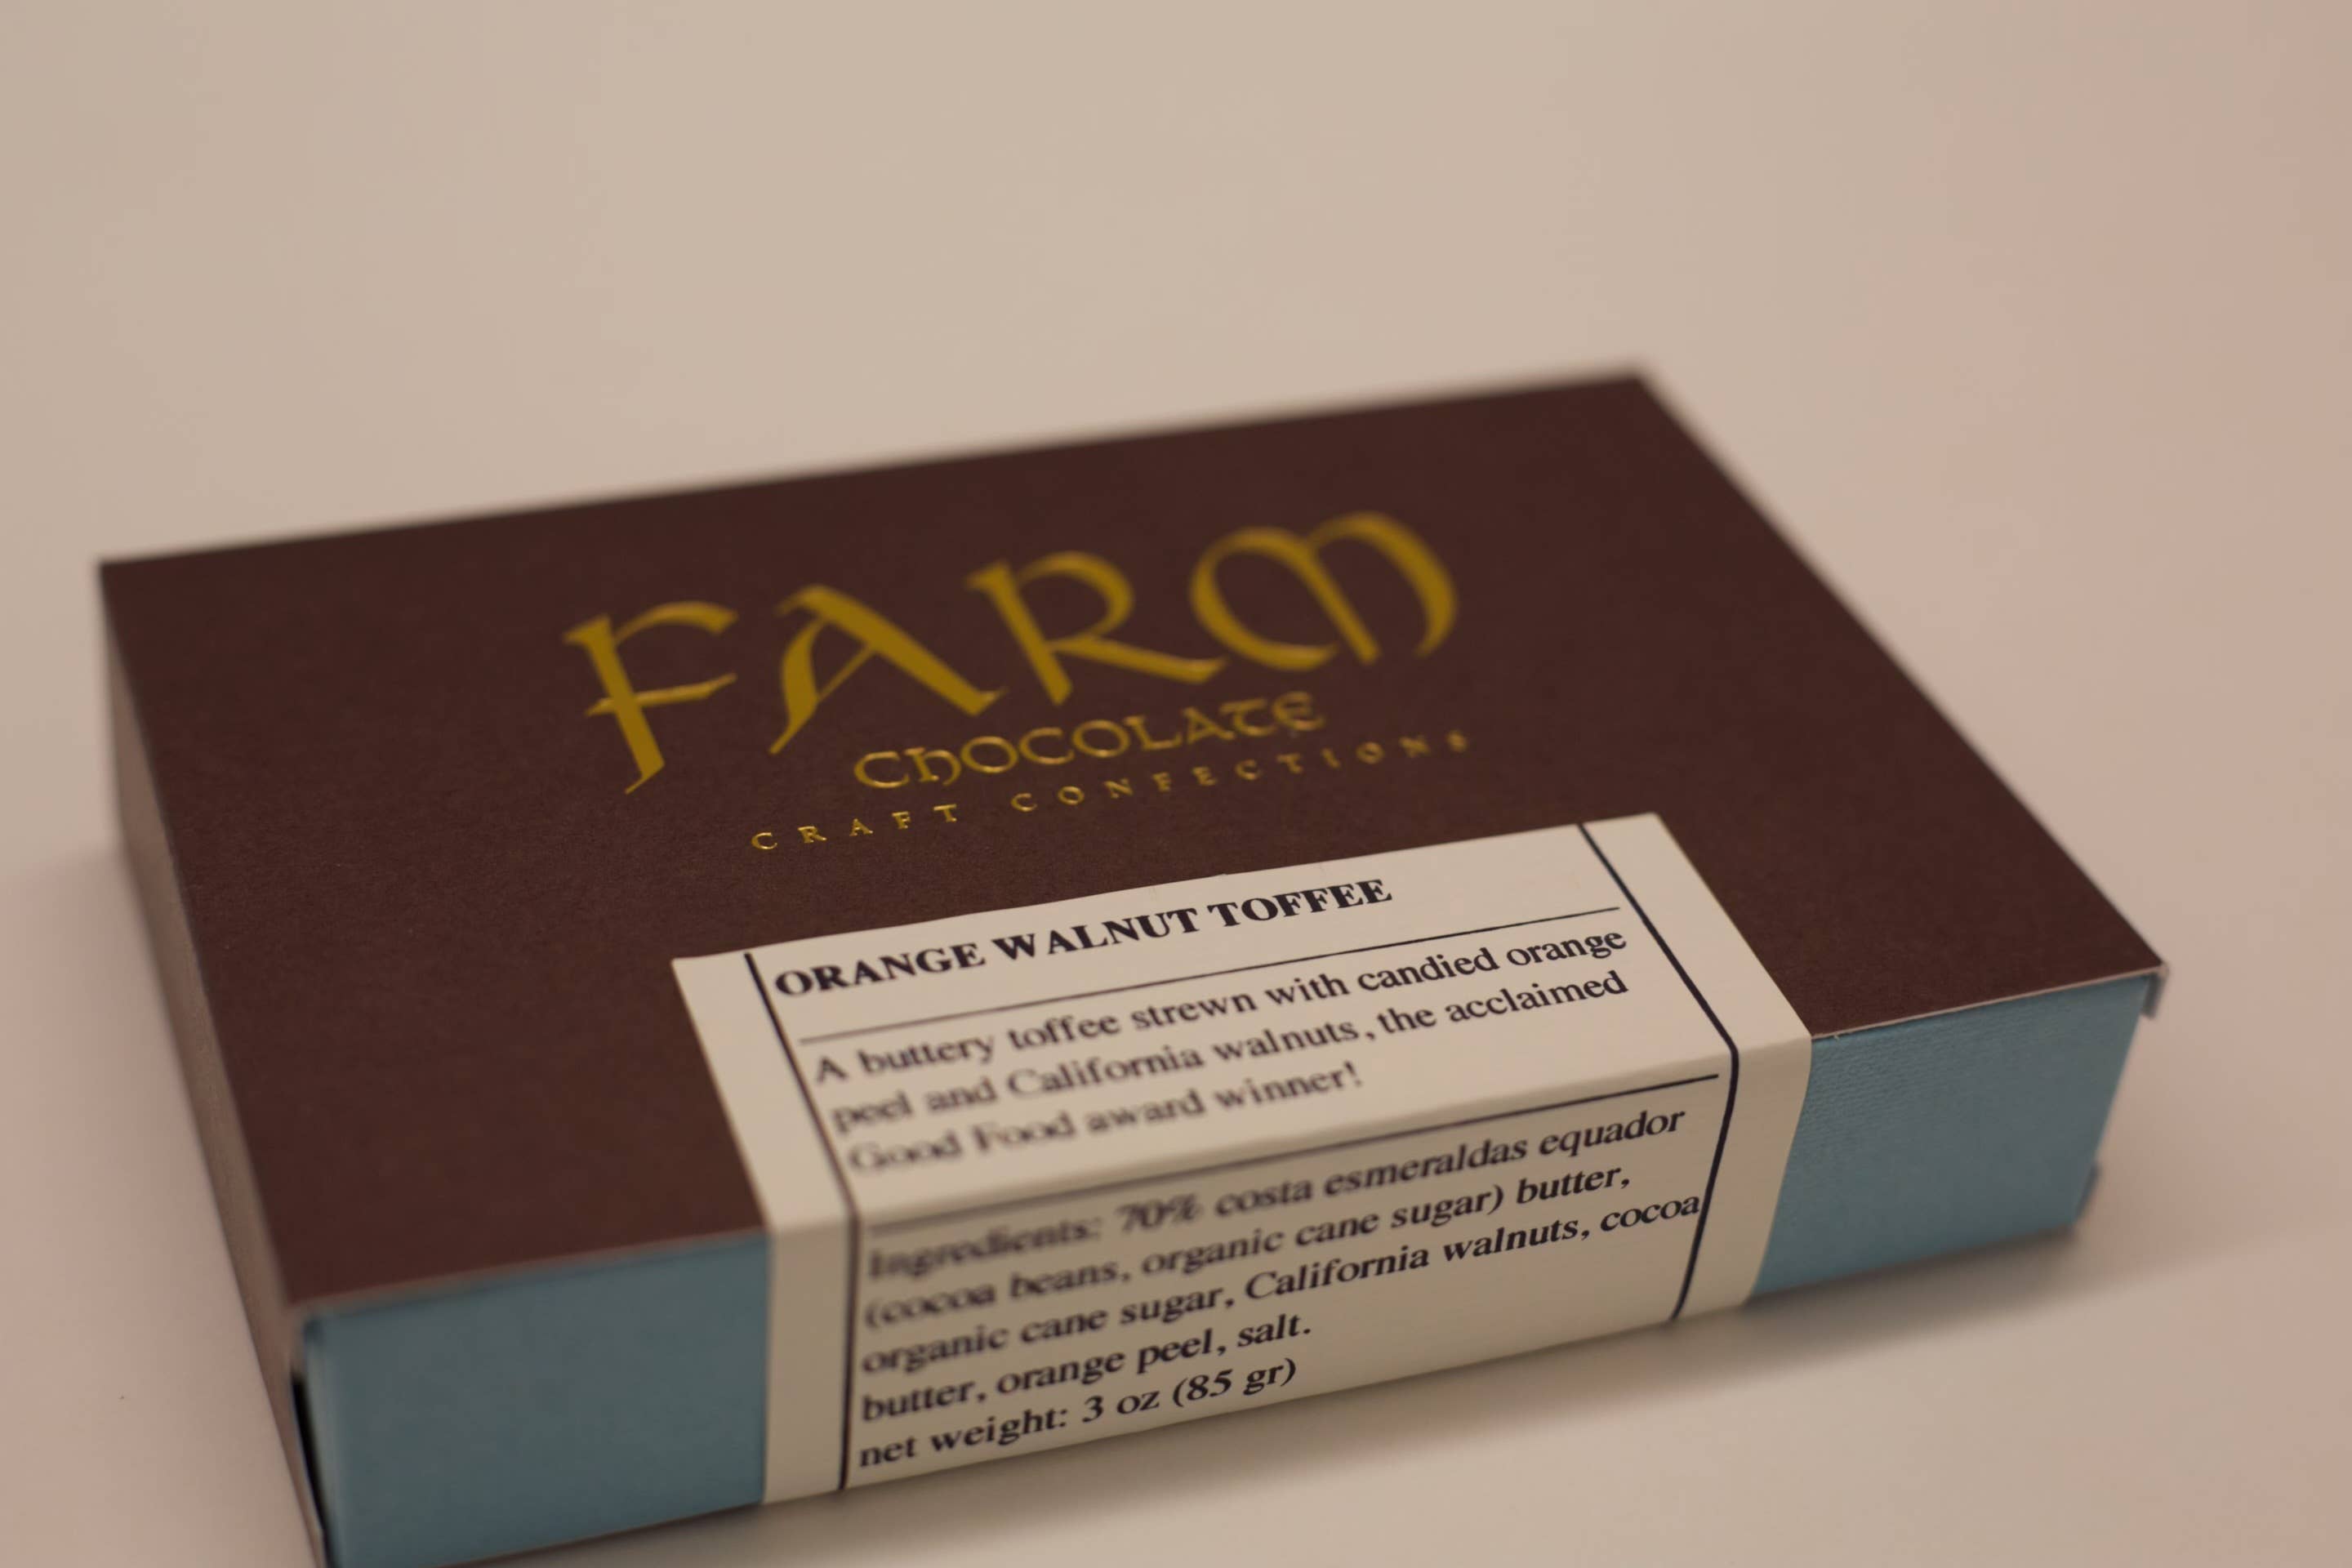 FARM
CHOCOLATE
CRAFT CONFECTIONS
ORANGE WALNUT TOFFEE
A buttery toffee strewn with candied orange
peel and California walnuts, the acclaimed
Good Food award winner!
Ingredients: 70% costa esmeraldas equador
(cocoa beans, organic cane sugar) butter,
organic cane sugar, California walnuts, cocoa
butter, orange peel, salt.
net weight: 3 oz (85 gr)